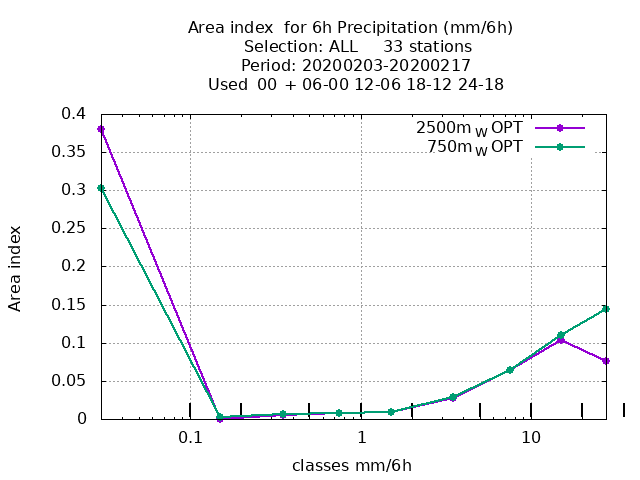 Area index  for 6h Precipitation (mm/6h)
Selection: ALL     33 stations
Period: 20200203-20200217
Used  00  + 06-00 12-06 18-12 24-18
2500m W OPT
750m W OPT
0.4
0.35
0.3
0.25
0.2
0.15
0.1
0.05
0
Area index
0.1 1 10
classes mm/6h